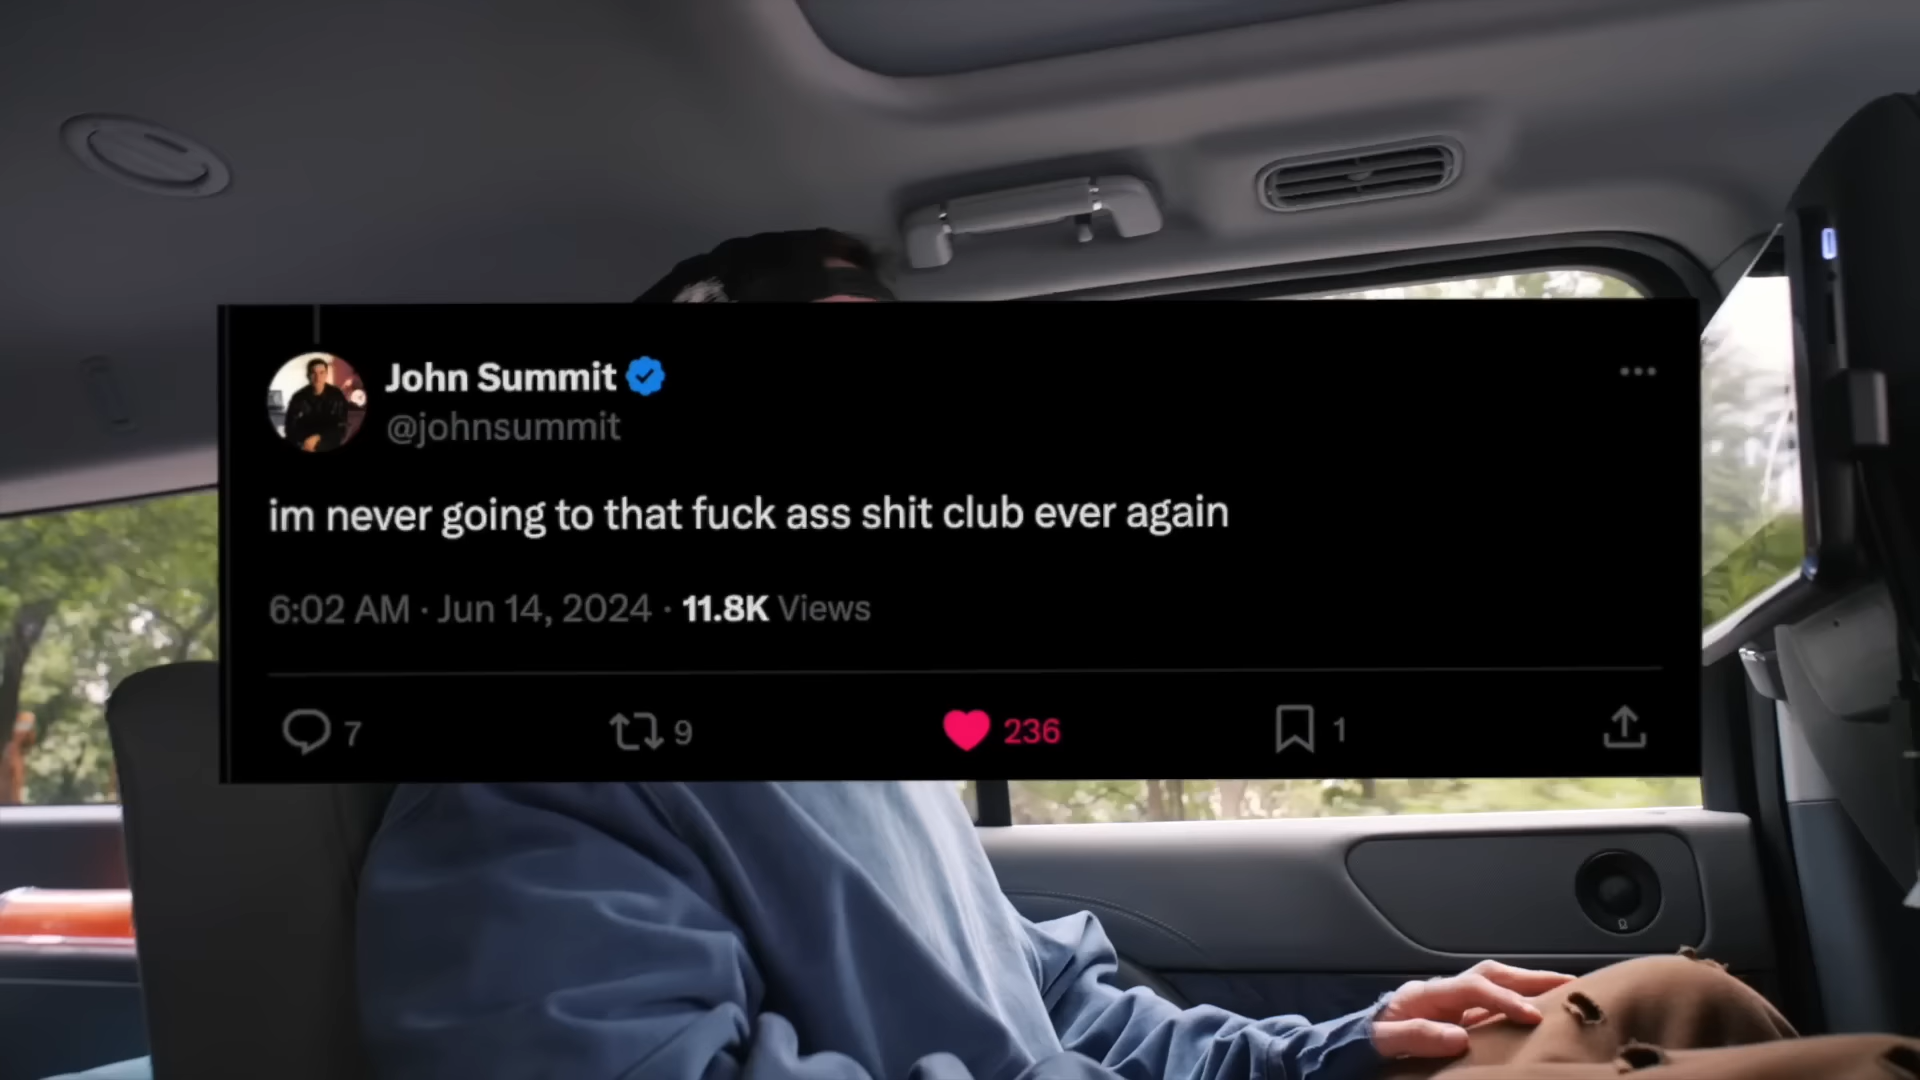 John Summit
@johnsummit
im never going to that fuck ass shit club ever again
6:02 AM · Jun 14, 2024 · 11.8K Views
7 9 236 1